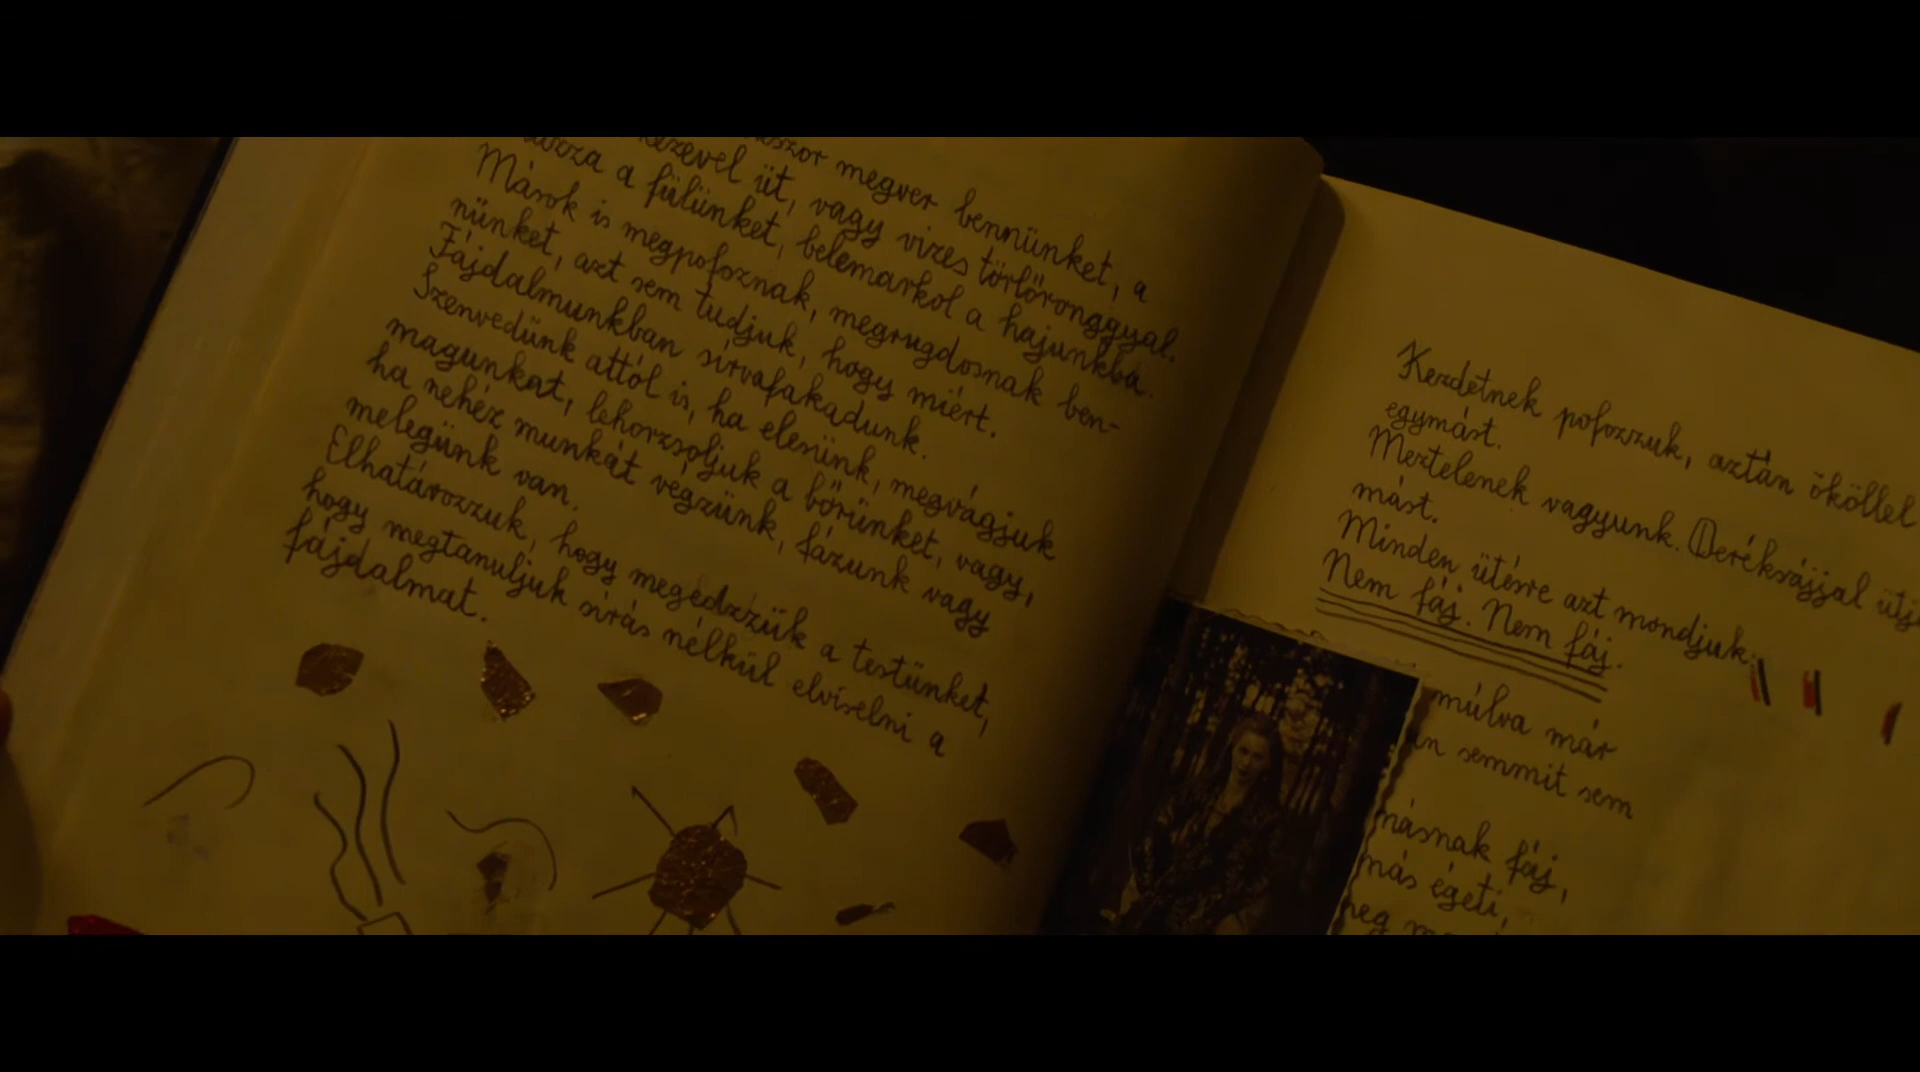 megver bennünket, a
kezével üt, vagy vizes törlőronggyal.
a fülünket, belemarkol a hajunkba.
Mások is megpofoznak, megrugdosnak ben-
nünket, azt sem tudjuk, hogy miért.
Fájdalmunkban sírvafakadunk.
Szenvedünk attól is, ha elesünk, megvágjuk
magunkat, lehorzsoljuk a bőrünket, vagy,
ha nehéz munkát végzünk, fázunk vagy
melegünk van.
Elhatározzuk, hogy megedzzük a testünket,
hogy megtanuljuk sírás nélkül elviselni a
fájdalmat.
Kezdetnek pofozzuk, aztán ököllel
egymást.
Meztelenek vagyunk. Derékszíjjal
mást.
Minden ütésre azt mondjuk:
Nem fáj. Nem fáj.
múlva már
semmit sem
másnak fáj,
más égeti,